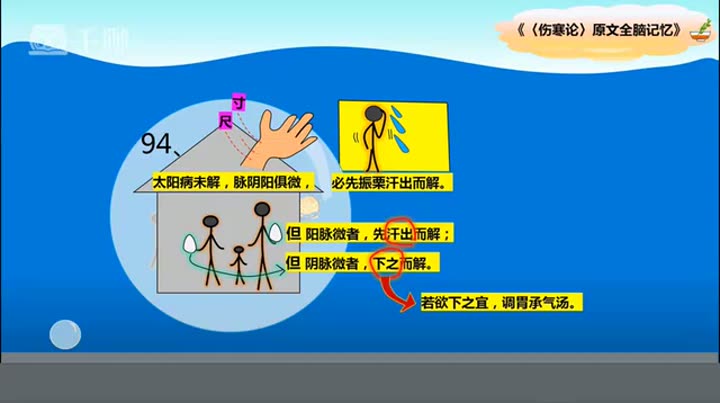 千聊
《〈伤寒论〉原文全脑记忆》
寸
尺
94、
太阳病未解，脉阴阳俱微，
必先振栗汗出而解。
但 阳脉微者，先汗出而解；
但 阴脉微者，下之而解。
若欲下之宜，调胃承气汤。